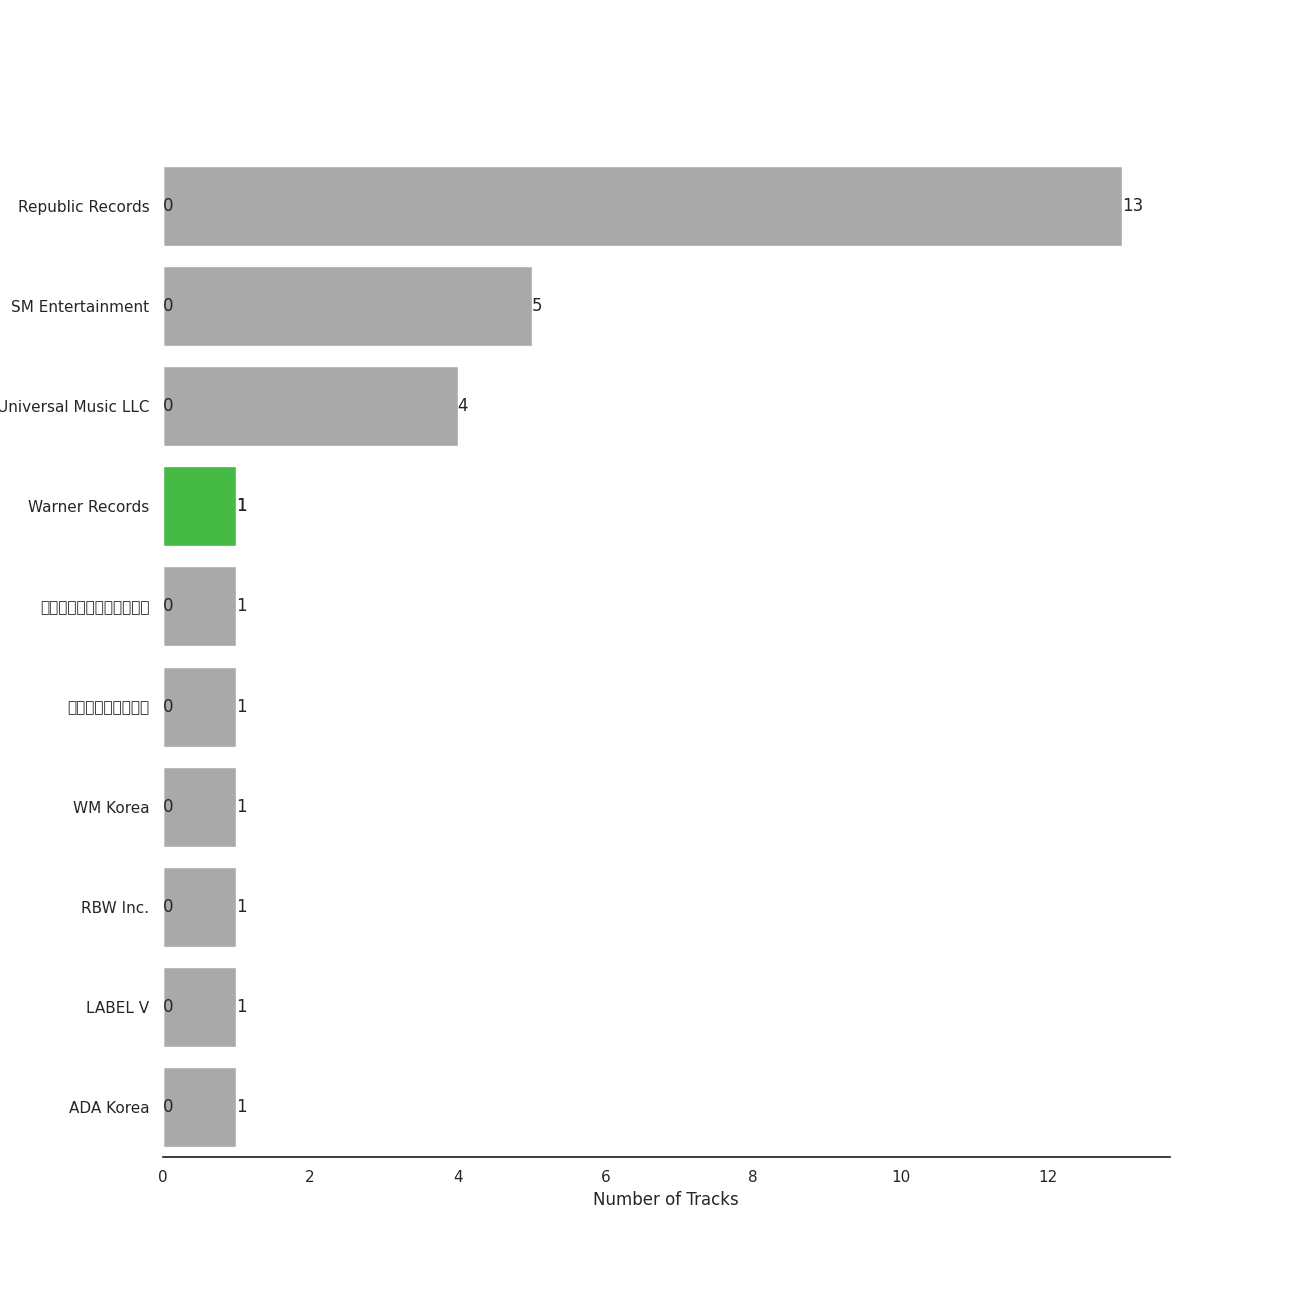 Republic Records 0 13
SM Entertainment 0 5
Universal Music LLC 0 4
Warner Records 1
0 1
0 1
WM Korea 0 1
RBW Inc. 0 1
LABEL V 0 1
ADA Korea 0 1
0 2 4 6 8 10 12
Number of Tracks